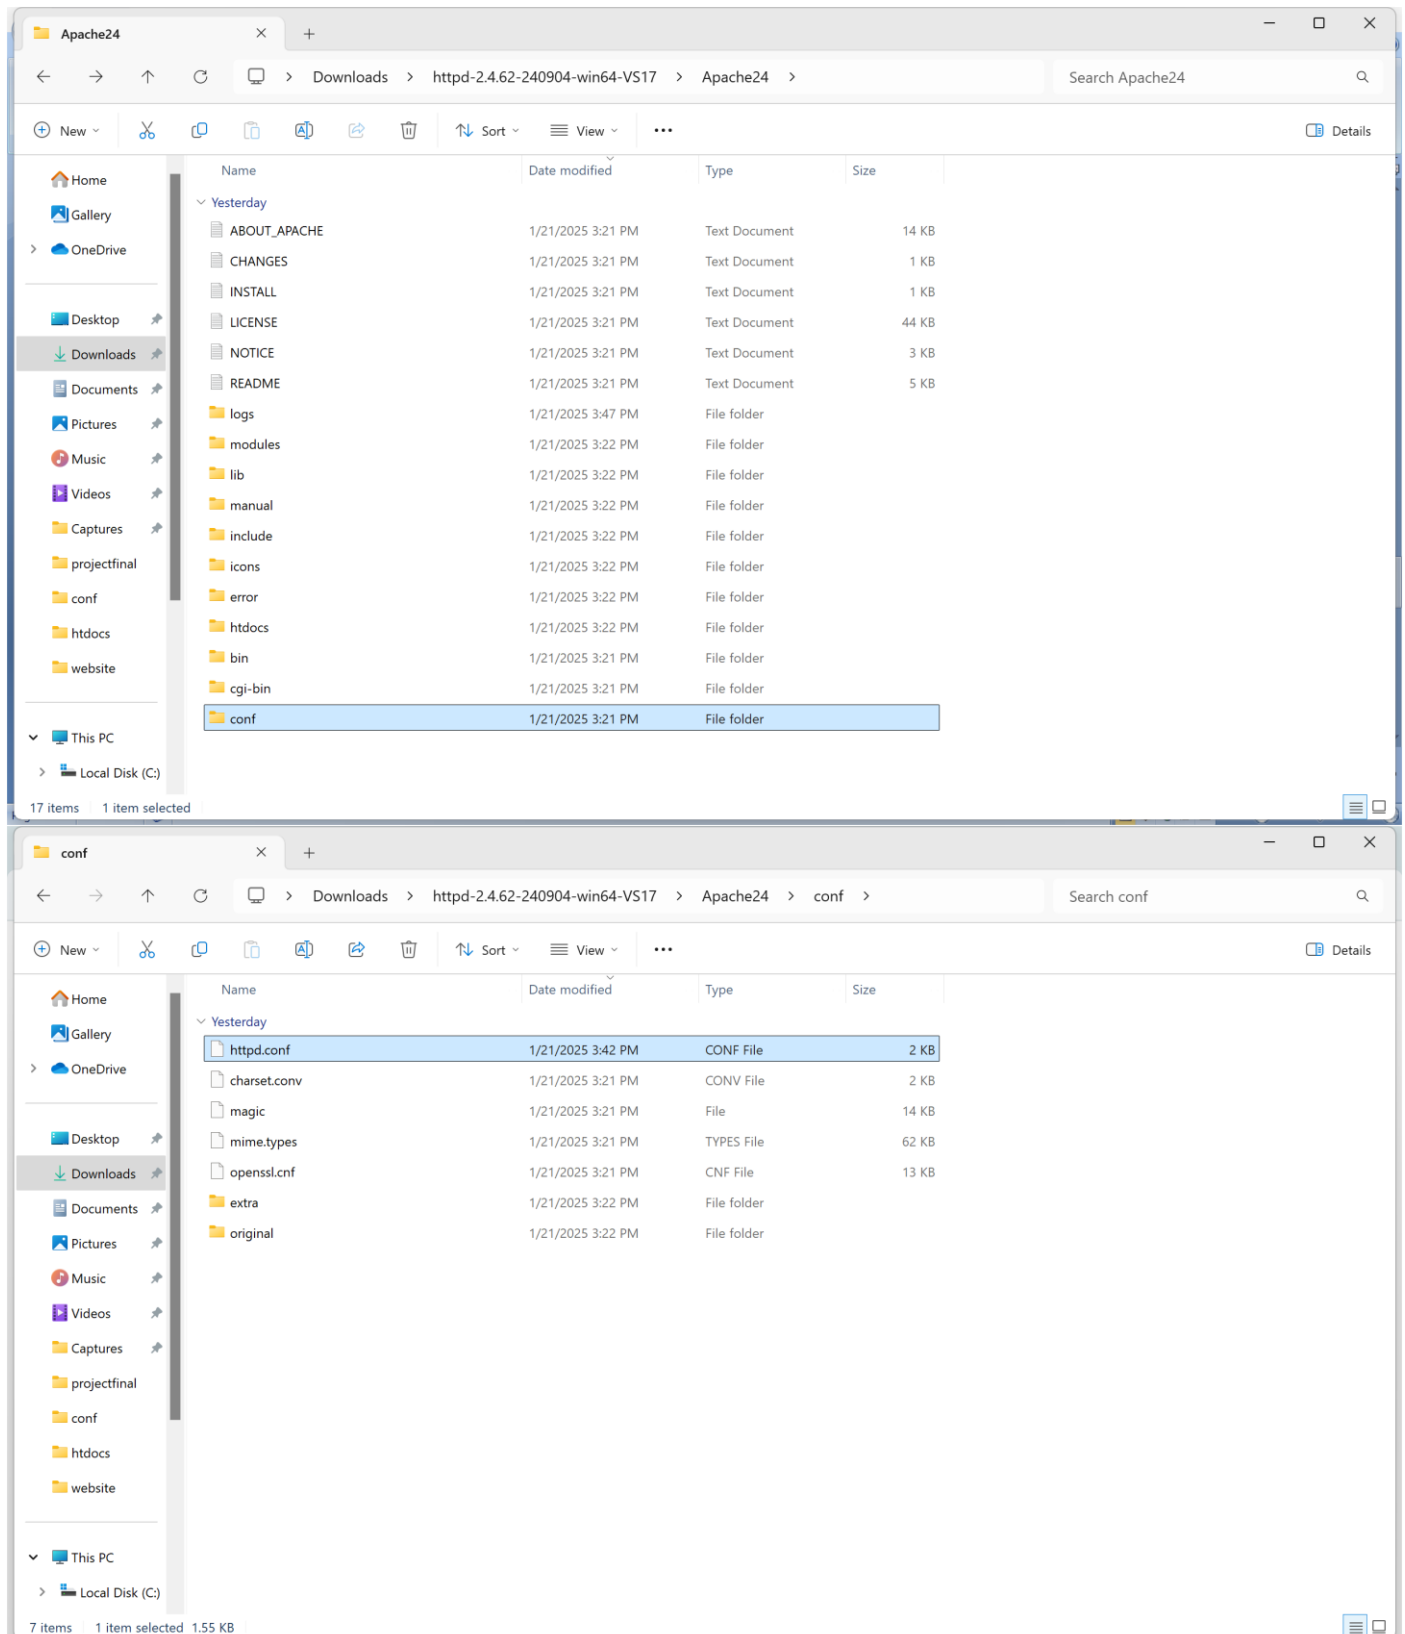 Apache24
Downloads httpd-2.4.62-240904-win64-VS17 Apache24 Search Apache24
New Sort View Details
Name Date modified Type Size
Home
Gallery
OneDrive
Desktop
Downloads
Documents
Pictures
Music
Videos
Captures
projectfinal
conf
htdocs
website
This PC
Local Disk (C:)
Yesterday
ABOUT_APACHE 1/21/2025 3:21 PM Text Document 14 KB
CHANGES 1/21/2025 3:21 PM Text Document 1 KB
INSTALL 1/21/2025 3:21 PM Text Document 1 KB
LICENSE 1/21/2025 3:21 PM Text Document 44 KB
NOTICE 1/21/2025 3:21 PM Text Document 3 KB
README 1/21/2025 3:21 PM Text Document 5 KB
logs 1/21/2025 3:47 PM File folder
modules 1/21/2025 3:22 PM File folder
lib 1/21/2025 3:22 PM File folder
manual 1/21/2025 3:22 PM File folder
include 1/21/2025 3:22 PM File folder
icons 1/21/2025 3:22 PM File folder
error 1/21/2025 3:22 PM File folder
htdocs 1/21/2025 3:22 PM File folder
bin 1/21/2025 3:21 PM File folder
cgi-bin 1/21/2025 3:21 PM File folder
conf 1/21/2025 3:21 PM File folder
17 items 1 item selected
conf
Downloads httpd-2.4.62-240904-win64-VS17 Apache24 conf Search conf
New Sort View Details
Name Date modified Type Size
Home
Gallery
OneDrive
Desktop
Downloads
Documents
Pictures
Music
Videos
Captures
projectfinal
conf
htdocs
website
This PC
Local Disk (C:)
Yesterday
httpd.conf 1/21/2025 3:42 PM CONF File 2 KB
charset.conv 1/21/2025 3:21 PM CONV File 2 KB
magic 1/21/2025 3:21 PM File 14 KB
mime.types 1/21/2025 3:21 PM TYPES File 62 KB
openssl.cnf 1/21/2025 3:21 PM CNF File 13 KB
extra 1/21/2025 3:22 PM File folder
original 1/21/2025 3:22 PM File folder
7 items 1 item selected 1.55 KB